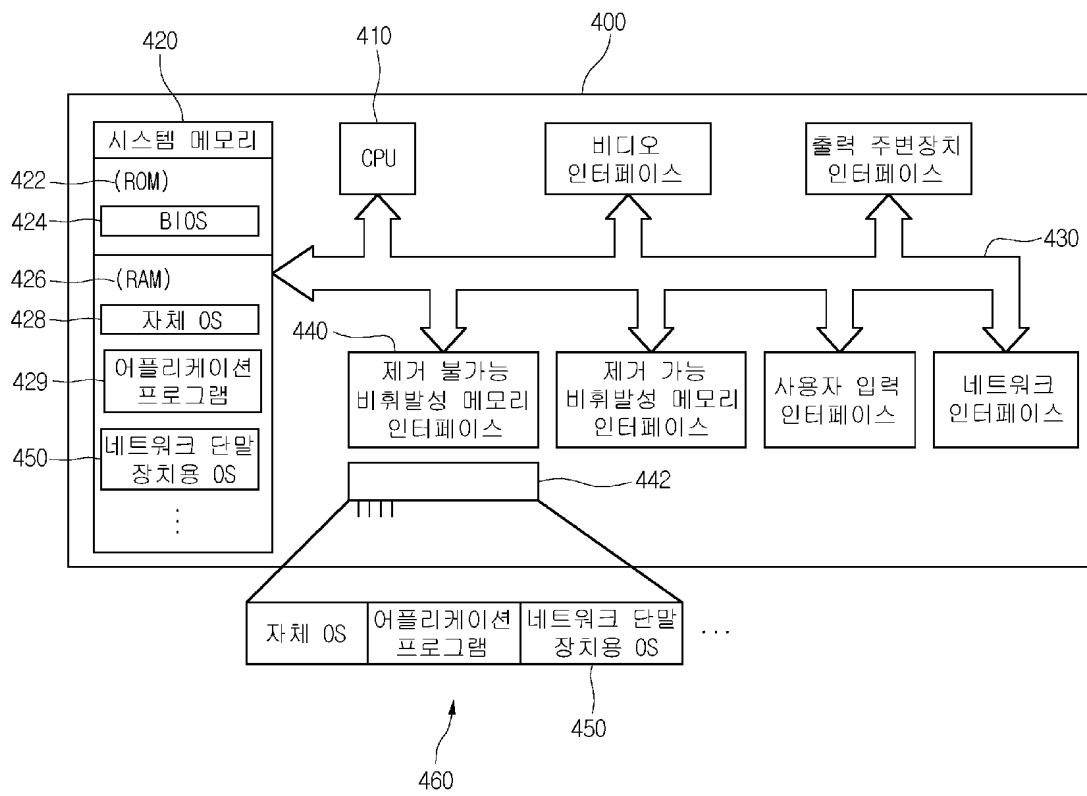 420
410
400
시스템 메모리
422
(ROM)
424
BIOS
426
(RAM)
428
자체 OS
429
어플리케이션
프로그램
450
네트워크 단말
장치용 OS
⋮
CPU
비디오
인터페이스
출력 주변장치
인터페이스
430
440
제거 불가능
비휘발성 메모리
인터페이스
제거 가능
비휘발성 메모리
인터페이스
사용자 입력
인터페이스
네트워크
인터페이스
442
자체 OS
어플리케이션
프로그램
네트워크 단말
장치용 OS
...
450
460